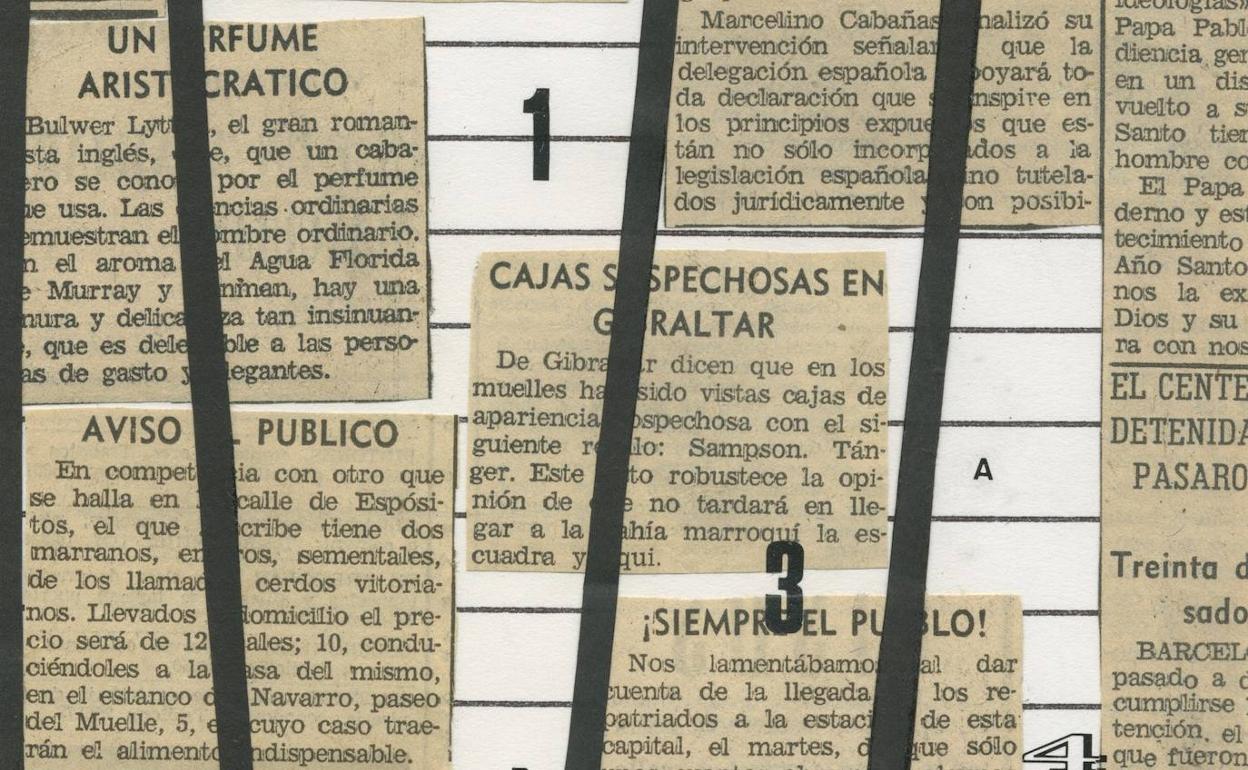 UN RFUME
ARIST CRATICO
Bulwer Lyt , el gran roman-
sta inglés, e, que un caba-
ero se cono por el perfume
ue usa. Las ncias ordinarias
emuestran el ombre ordinario.
n el aroma el Agua Florida
e Murray y nman, hay una
nura y delica za tan insinuan-
, que es dele ble a las perso-
as de gasto y legantes.
AVISO L PUBLICO
En compet ia con otro que
se halla en calle de Espósi-
tos, el que scribe tiene dos
marranos, en ros, sementales,
de los llamad cerdos vitoria-
nos. Llevados domicilio el pre-
cio será de 12 ales; 10, condu-
ciéndoles a la asa del mismo,
en el estanco d Navarro, paseo
del Muelle, 5, e cuyo caso trae-
rán el alimento ndispensable.
1
Marcelino Cabañas nalizó su
intervención señalan que la
delegación española poyará to-
da declaración que s inspire en
los principios expue s que es-
tán no sólo incorp ados a la
legislación española ino tutela-
dos jurídicamente y on posibi-
CAJAS S SPECHOSAS EN
G RALTAR
De Gibra r dicen que en los
muelles ha sido vistas cajas de
apariencia ospechosa con el si-
guiente r lo: Sampson. Tán-
ger. Este to robustece la opi-
nión de e no tardará en lle-
gar a la ahía marroquí la es-
cuadra y qui.
3
A
¡SIEMPR EL PU BLO!
Nos lamentábamo al dar
cuenta de la llegada los re-
patriados a la estaci de esta
capital, el martes, d que sólo
4
ideologías
Papa Pabl
diencia gen
en un dis
vuelto a s
Santo tien
hombre co
El Papa
derno y est
tecimiento
Año Santo
nos la ex
Dios y su
ra con nos
EL CENTE
DETENIDA
PASARO
Treinta d
sado
BARCEL
pasado a d
cumplirse
tención, el
que fueron